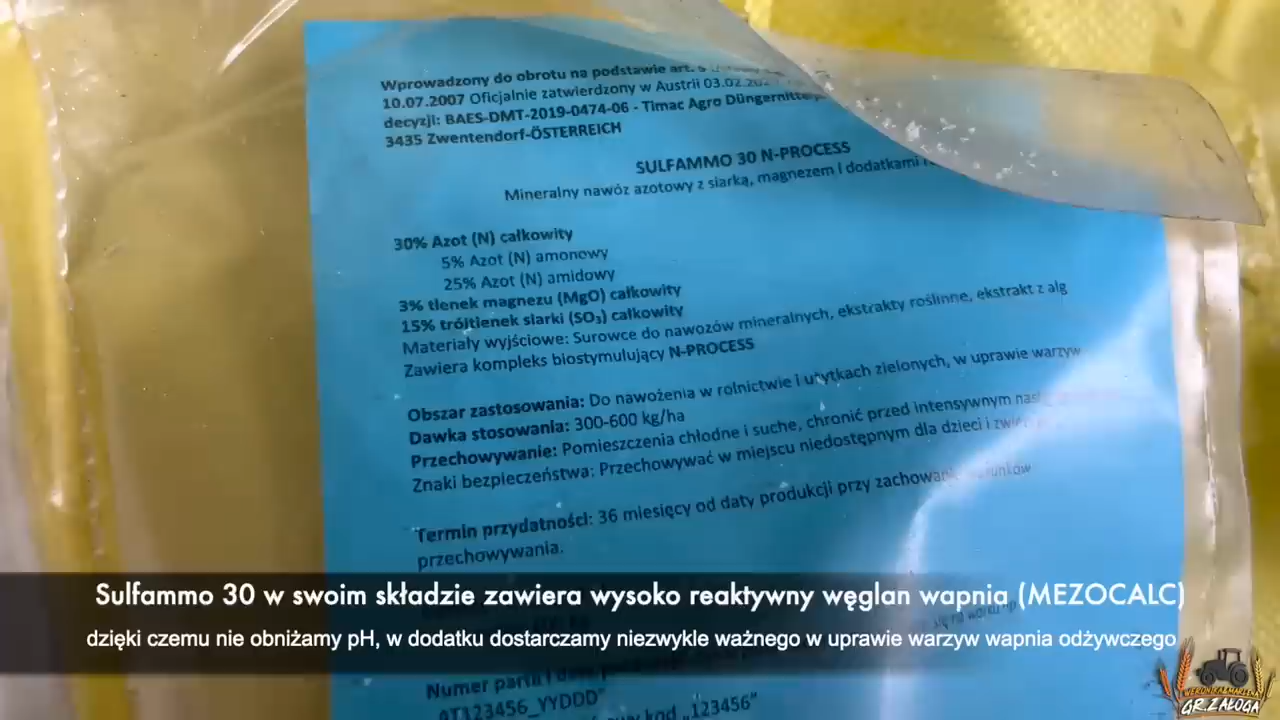 Wprowadzony do obrotu na podstawie art.
10.07.2007 Oficjalnie zatwierdzony w Austrii 03.02.
decyzji: BAES-DMT-2019-0474-06 - Timac Agro
3435 Zwentendorf-ÖSTERREICH
SULFAMMO 30 N-PROCESS
Mineralny nawóz azotowy z siarką, magnezem i dodatkami
30% Azot (N) całkowity
5% Azot (N) amonowy
25% Azot (N) amidowy
3% tlenek magnezu (MgO) całkowity
15% trójtlenek siarki (SO₃) całkowity
Materiały wyjściowe: Surowce do nawozów mineralnych, ekstrakty roślinne, ekstrakt z alg
Zawiera kompleks biostymulujący N-PROCESS
Obszar zastosowania: Do nawożenia w rolnictwie i użytkach zielonych, w uprawie warzyw
Dawka stosowania: 300-600 kg/ha
Przechowywanie: Pomieszczenia chłodne i suche, chronić przed intensywnym
Znaki bezpieczeństwa: Przechowywać w miejscu niedostępnym dla dzieci i
Termin przydatności: 36 miesięcy od daty produkcji przy
przechowywania.
Sulfammo 30 w swoim składzie zawiera wysoko reaktywny węglan wapnia (MEZOCALC)
dzięki czemu nie obniżamy pH, w dodatku dostarczamy niezwykle ważnego w uprawie warzyw wapnia odżywczego
Numer partii i
AT123456_YYDDD"
kod „123456"
WERONIKA&MARLENA
GR.ZAŁOGA